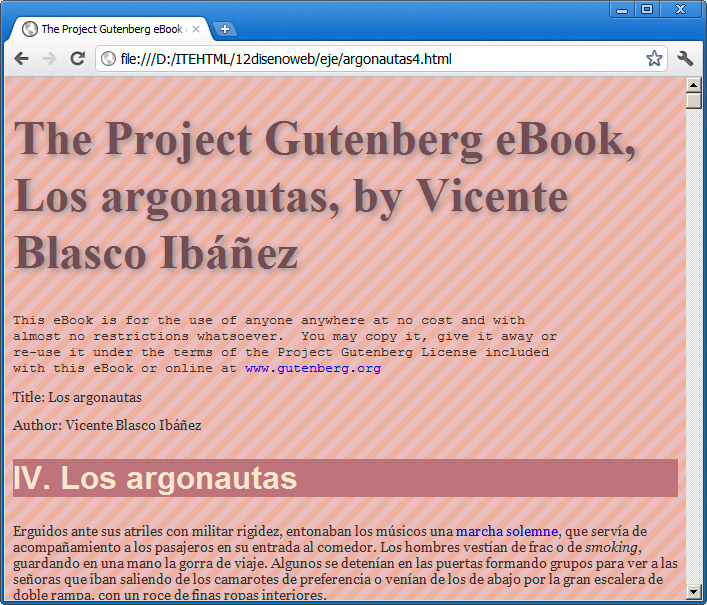 The Project Gutenberg eBook
file:///D:/ITEHTML/12disenoweb/eje/argonautas4.html
The Project Gutenberg eBook,
Los argonautas, by Vicente
Blasco Ibáñez
This eBook is for the use of anyone anywhere at no cost and with
almost no restrictions whatsoever.  You may copy it, give it away or
re-use it under the terms of the Project Gutenberg License included
with this eBook or online at www.gutenberg.org
Title: Los argonautas
Author: Vicente Blasco Ibáñez
IV. Los argonautas
Erguidos ante sus atriles con militar rigidez, entonaban los músicos una marcha solemne, que servía de
acompañamiento a los pasajeros en su entrada al comedor. Los hombres vestían de frac o de smoking,
guardando en una mano la gorra de viaje. Algunos se detenían en las puertas formando grupos para ver a las
señoras que iban saliendo de los camarotes de preferencia o venían de los de abajo por la gran escalera de
doble rampa, con un roce de finas ropas interiores.